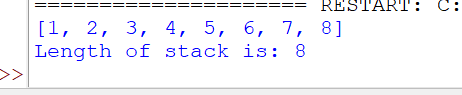 ===================== RESTART: C:
[1, 2, 3, 4, 5, 6, 7, 8]
Length of stack is: 8
>>